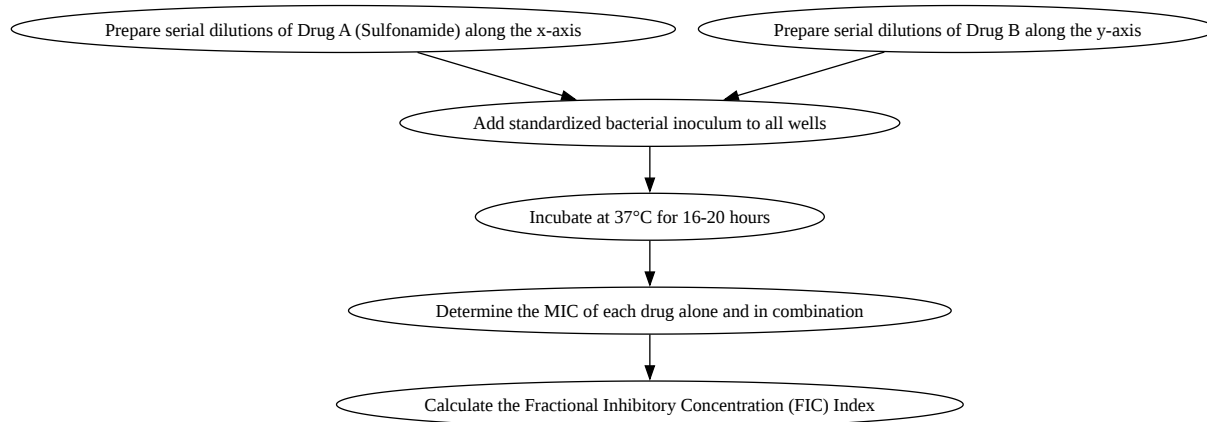 Prepare serial dilutions of Drug A (Sulfonamide) along the x-axis
Prepare serial dilutions of Drug B along the y-axis
Add standardized bacterial inoculum to all wells
Incubate at 37°C for 16-20 hours
Determine the MIC of each drug alone and in combination
Calculate the Fractional Inhibitory Concentration (FIC) Index